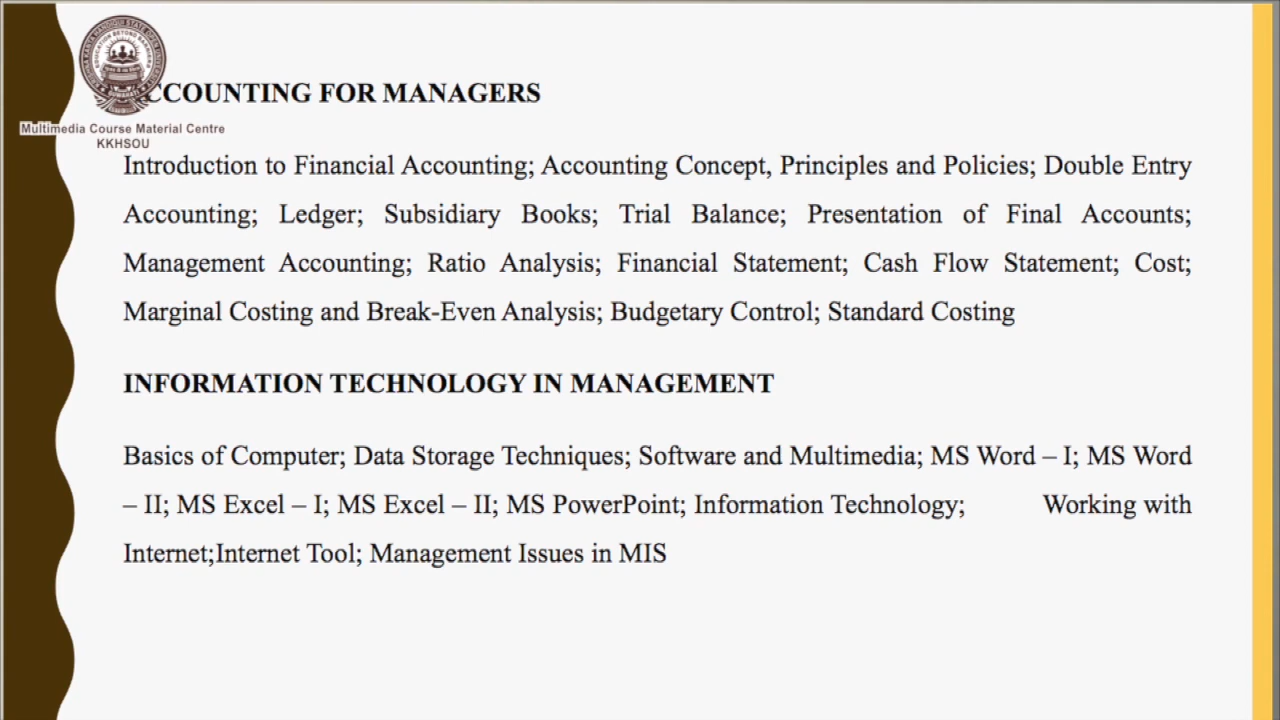 ACCOUNTING FOR MANAGERS
Multimedia Course Material Centre
KKHSOU
Introduction to Financial Accounting; Accounting Concept, Principles and Policies; Double Entry
Accounting; Ledger; Subsidiary Books; Trial Balance; Presentation of Final Accounts;
Management Accounting; Ratio Analysis; Financial Statement; Cash Flow Statement; Cost;
Marginal Costing and Break-Even Analysis; Budgetary Control; Standard Costing
INFORMATION TECHNOLOGY IN MANAGEMENT
Basics of Computer; Data Storage Techniques; Software and Multimedia; MS Word – I; MS Word
– II; MS Excel – I; MS Excel – II; MS PowerPoint; Information Technology; Working with
Internet;Internet Tool; Management Issues in MIS